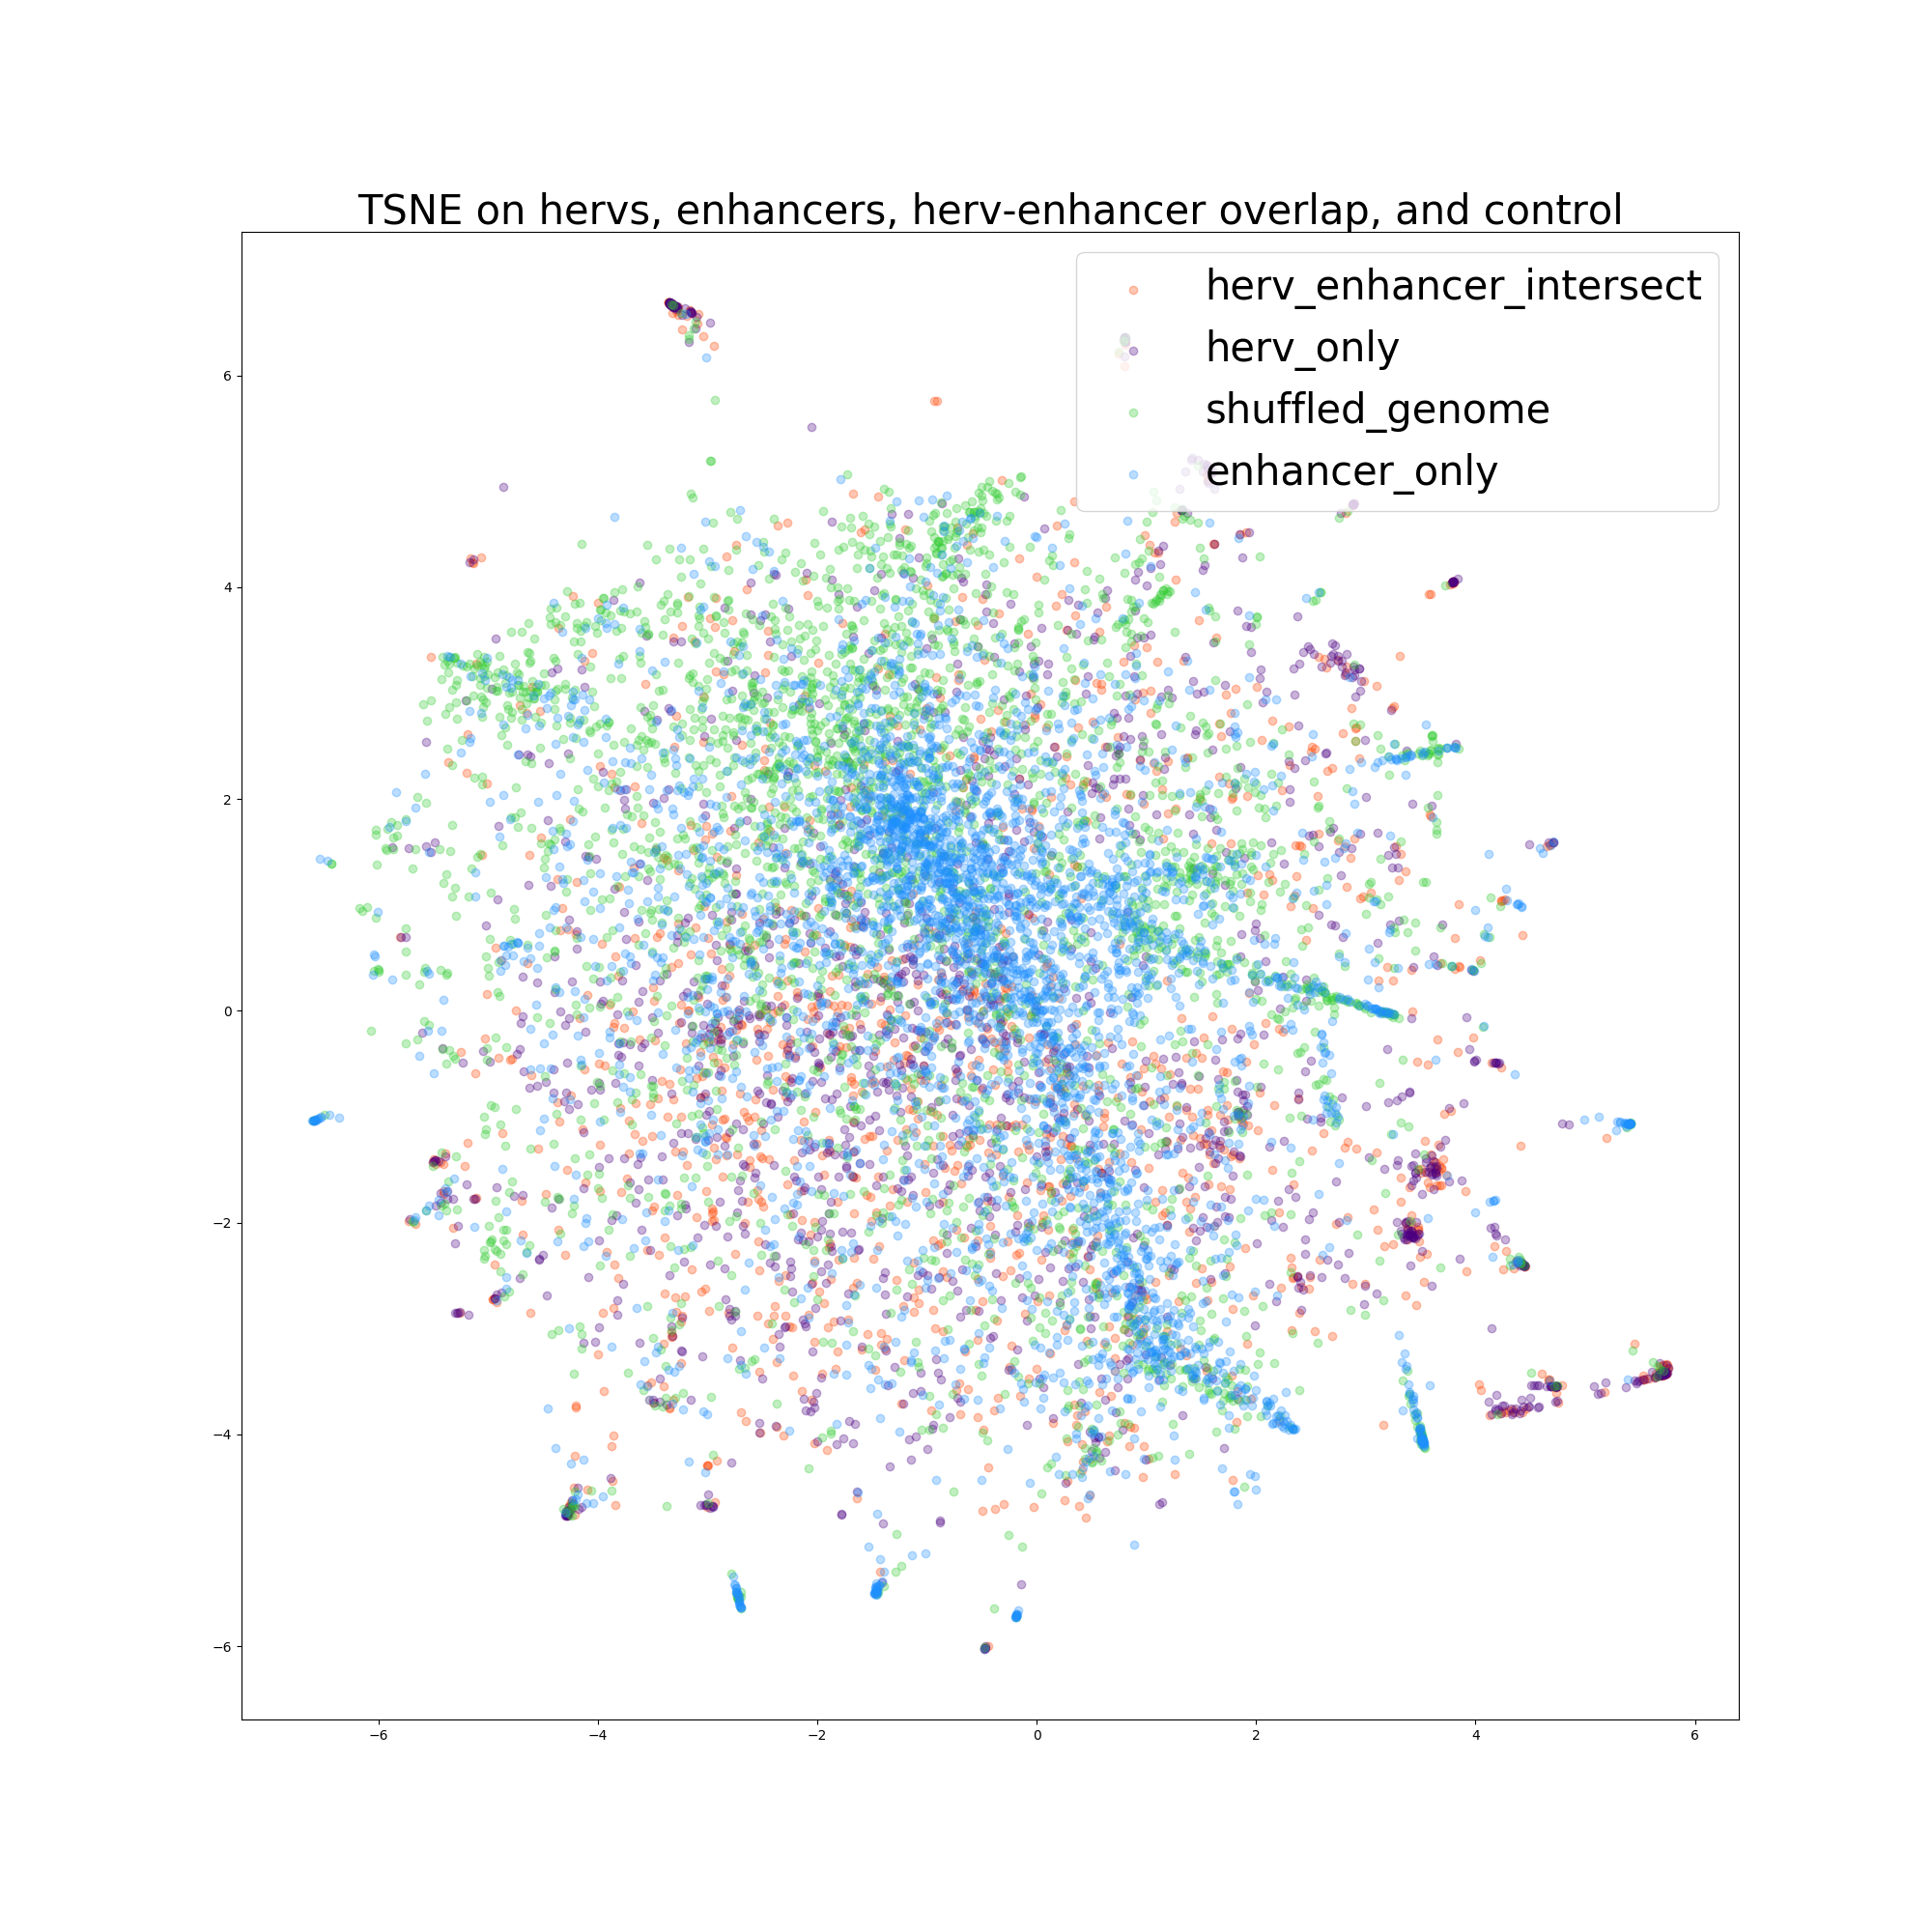 TSNE on hervs, enhancers, herv-enhancer overlap, and control
herv_enhancer_intersect
herv_only
shuffled_genome
enhancer_only
6
4
2
0
−2
−4
−6
−6 −4 −2 0 2 4 6